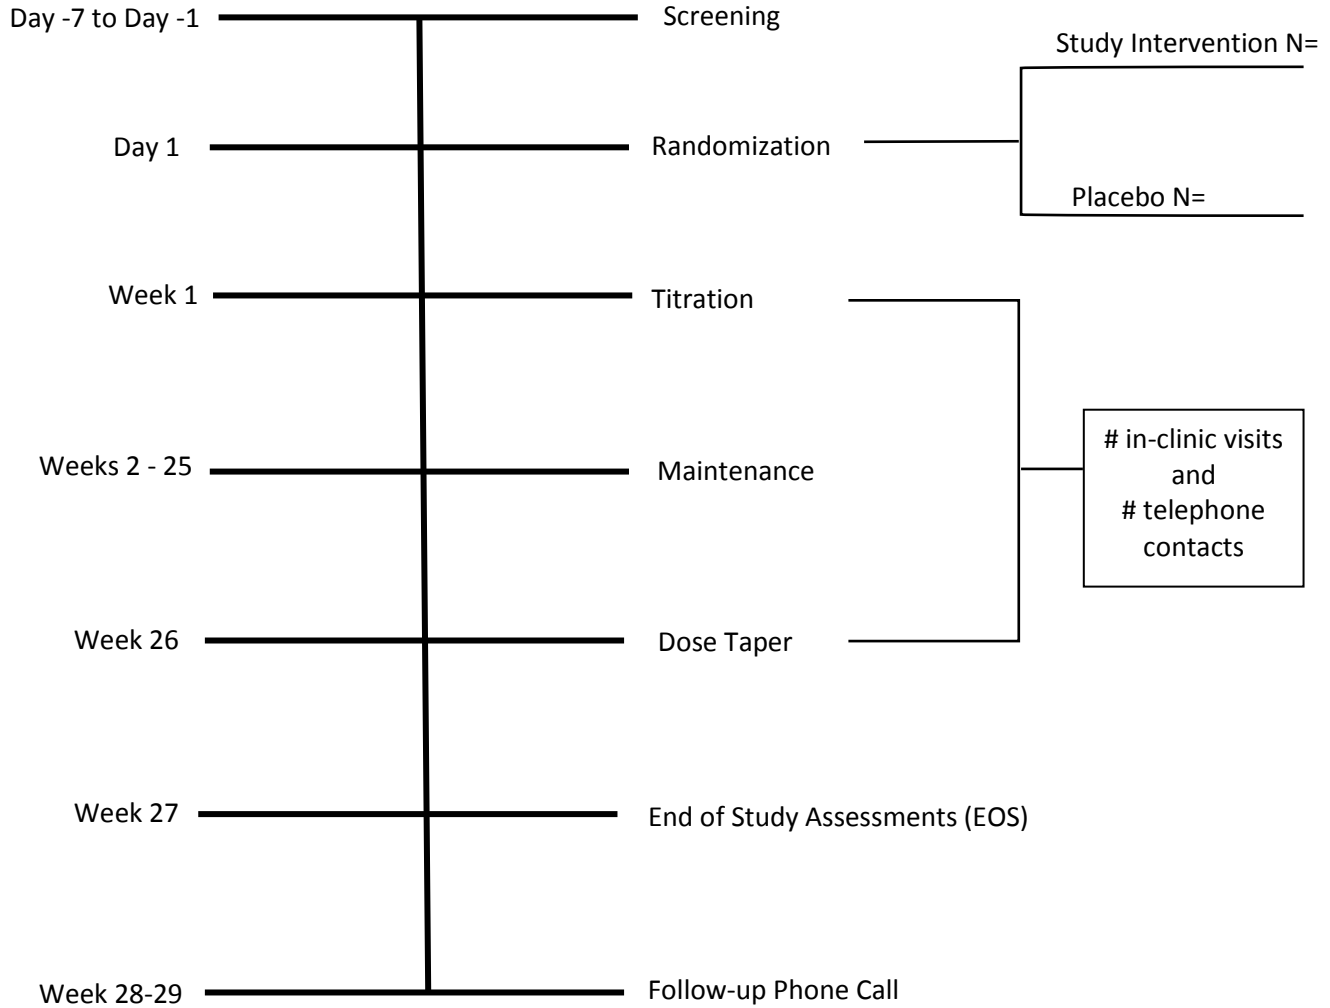 Day -7 to Day -1
Screening
Study Intervention N=
Day 1
Randomization
Placebo N=
Week 1
Titration
Weeks 2 - 25
Maintenance
# in-clinic visits
and
# telephone
contacts
Week 26
Dose Taper
Week 27
End of Study Assessments (EOS)
Week 28-29
Follow-up Phone Call